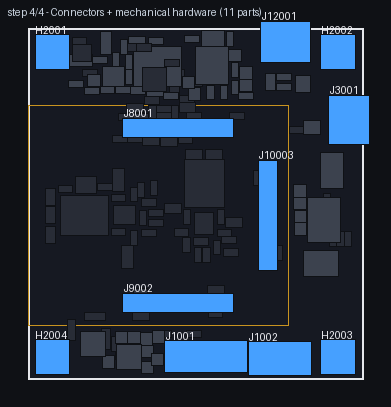 step 4/4 - Connectors + mechanical hardware (11 parts)
J12001
H2001
H2002
J3001
J8001
J10003
J9002
H2004
J1001
J1002
H2003